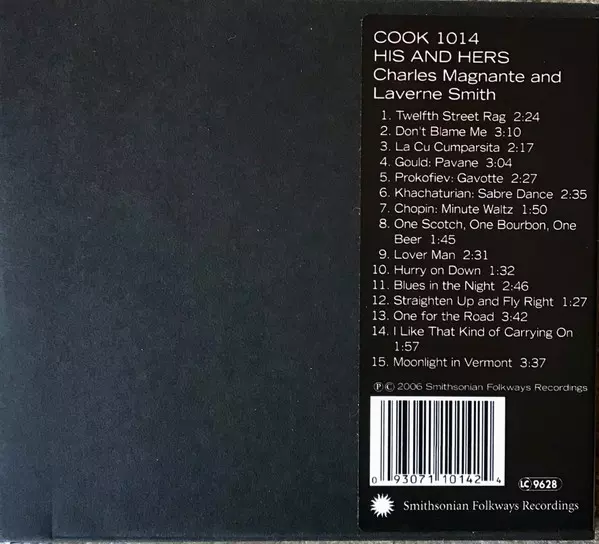 COOK 1014
HIS AND HERS
Charles Magnante and
Laverne Smith
1. Twelfth Street Rag 2:24
2. Don't Blame Me 3:10
3. La Cu Cumparsita 2:17
4. Gould: Pavane 3:04
5. Prokofiev: Gavotte 2:27
6. Khachaturian: Sabre Dance 2:35
7. Chopin: Minute Waltz 1:50
8. One Scotch, One Bourbon, One
Beer 1:45
9. Lover Man 2:31
10. Hurry on Down 1:32
11. Blues in the Night 2:46
12. Straighten Up and Fly Right 1:27
13. One for the Road 3:42
14. I Like That Kind of Carrying On
1:57
15. Moonlight in Vermont 3:37
℗ © 2006 Smithsonian Folkways Recordings
0 93071 10142 4
LC 9628
Smithsonian Folkways Recordings